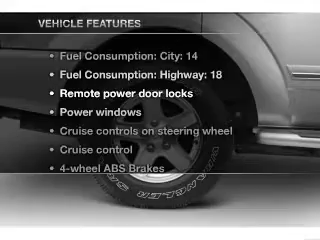 VEHICLE FEATURES
• Fuel Consumption: City: 14
• Fuel Consumption: Highway: 18
• Remote power door locks
• Power windows
• Cruise controls on steering wheel
• Cruise control
• 4-wheel ABS Brakes
WRANGLER